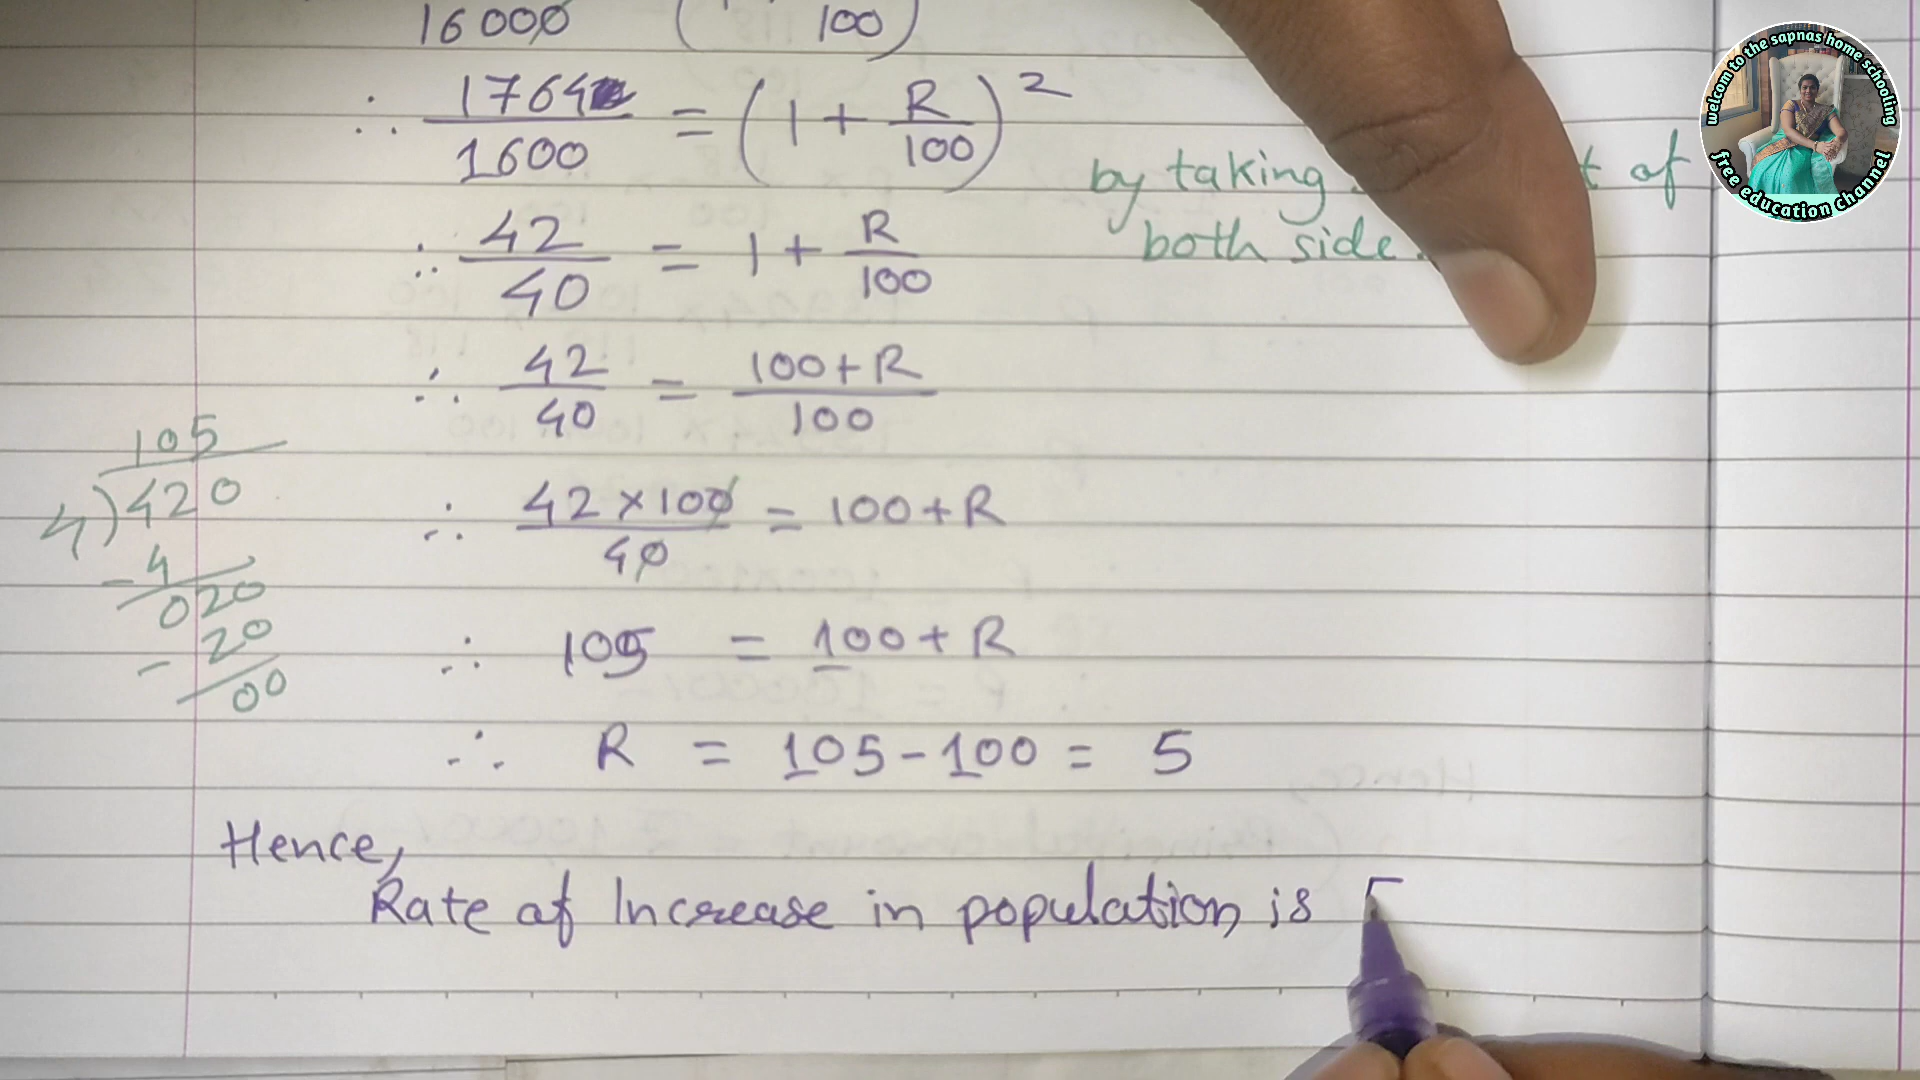 16000 ( 100)
∴ 1764/1600 = (1 + R/100)²
by taking of
both side.
∴ 42/40 = 1 + R/100
∴ 42/40 = 100+R/100
∴ 42×100/40 = 100+R
∴ 105 = 100+R
∴ R = 105-100 = 5
Hence,
Rate of Increase in population is 5
105
4)420
-4
020
-20
00
welcom to the sapnas home schooling
free education channel